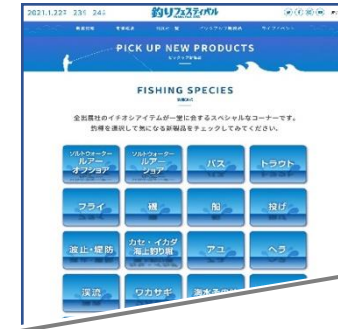 2021.1.22 23 24
釣りフェスティバル
PICK UP NEW PRODUCTS
FISHING SPECIES
全出展社のイチオシアイテムが一堂に会するスペシャルなコーナーです。
釣種を選択して気になる新製品をチェックしてみてください。
ソルトウォーター
ルアー
オフショア
ソルトウォーター
ルアー
ショア
バス
トラウト
フライ
磯
船
投げ
波止・堤防
カセ・イカダ
海上釣り堀
アユ
ヘラ
渓流
ワカサギ